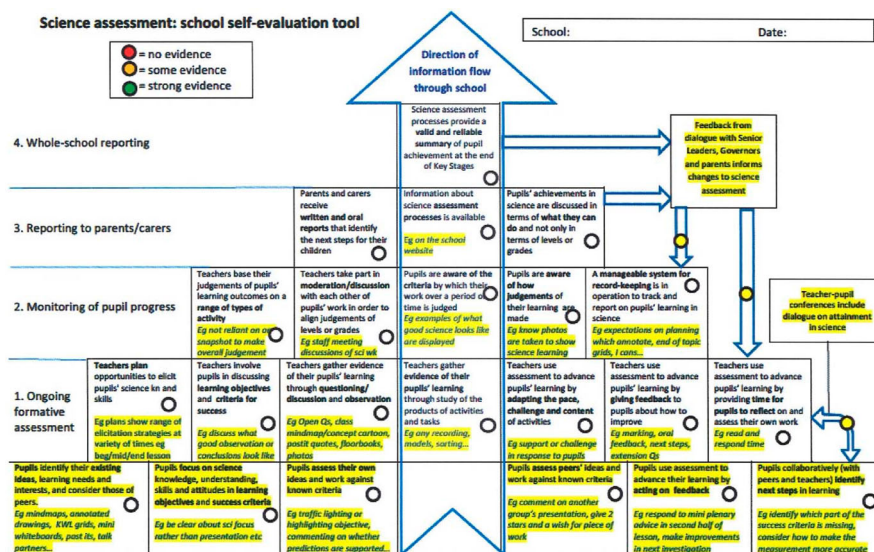 Science assessment: school self-evaluation tool
School: Date:
= no evidence
= some evidence
= strong evidence
Direction of
information flow
through school
4. Whole-school reporting
Science assessment
processes provide a
valid and reliable
summary of pupil
achievement at the end
of Key Stages
Feedback from
dialogue with Senior
Leaders, Governors
and parents informs
changes to science
assessment
3. Reporting to parents/carers
Parents and carers
receive
written and oral
reports that identify
the next steps for their
children
Information about
science assessment
processes is available
Eg on the school
website
Pupils' achievements in
science are discussed in
terms of what they can
do and not only in
terms of levels or
grades
2. Monitoring of pupil progress
Teachers base their
judgements of pupils'
learning outcomes on a
range of types of
activity
Eg not reliant on one
snapshot to make
overall judgement
Teachers take part in
moderation/discussion
with each other of
pupils' work in order to
align judgements of
levels or grades
Eg staff meeting
discussions of sci wk
Pupils are aware of the
criteria by which their
work over a period of
time is judged
Eg examples of what
good science looks like
are displayed
Pupils are aware
of how
judgements of
their learning are
made
Eg know photos
are taken to show
science learning
A manageable system for
record-keeping is in
operation to track and
report on pupils' learning in
science
Eg expectations on planning
which annotate, end of topic
grids, I cans...
Teacher-pupil
conferences include
dialogue on attainment
in science
1. Ongoing
formative
assessment
Teachers plan
opportunities to elicit
pupils' science kn and
skills
Eg plans show range of
elicitation strategies at
variety of times eg
beg/mid/end lesson
Teachers involve
pupils in discussing
learning objectives
and criteria for
success
Eg discuss what
good observation or
conclusions look like
Teachers gather evidence
of their pupils' learning
through questioning/
discussion and observation
Eg Open Qs, class
mindmap/concept cartoon,
postit quotes, floorbooks,
photos
Teachers gather
evidence of their
pupils' learning
through study of the
products of activities
and tasks
Eg any recording,
models, sorting...
Teachers use
assessment to advance
pupils' learning by
adapting the pace,
challenge and content
of activities
Eg support or challenge
in response to pupils
Teachers use
assessment to advance
pupils' learning by
giving feedback to
pupils about how to
improve
Eg marking, oral
feedback, next steps,
extension Qs
Teachers use
assessment to advance
pupils' learning by
providing time for
pupils to reflect on and
assess their own work
Eg read and
respond time
Pupils identify their existing
ideas, learning needs and
interests, and consider those of
peers.
Eg mindmaps, annotated
drawings, KWL grids, mini
whiteboards, post its, talk
partners...
Pupils focus on science
knowledge, understanding,
skills and attitudes in learning
objectives and success criteria
Eg be clear about sci focus
rather than presentation etc
Pupils assess their own
ideas and work against
known criteria
Eg traffic lighting or
highlighting objective,
commenting on whether
predictions are supported...
Pupils assess peers' ideas and
work against known criteria
Eg comment on another
group's presentation, give 2
stars and a wish for piece of
work
Pupils use assessment to
advance their learning by
acting on feedback
Eg respond to mini plenary
advice in second half of
lesson, make improvements
in next investigation
Pupils collaboratively (with
peers and teachers) identify
next steps in learning
Eg identify which part of the
success criteria is missing,
consider how to make the
measurement more accurate